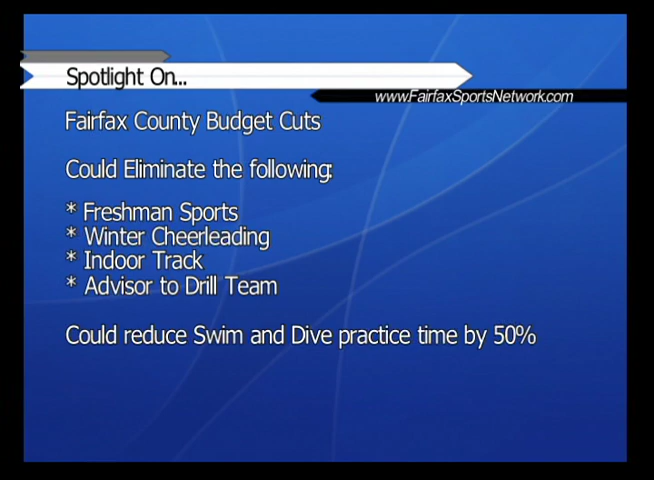 Spotlight On...
www.FairfaxSportsNetwork.com
Fairfax County Budget Cuts
Could Eliminate the following:
* Freshman Sports
* Winter Cheerleading
* Indoor Track
* Advisor to Drill Team
Could reduce Swim and Dive practice time by 50%